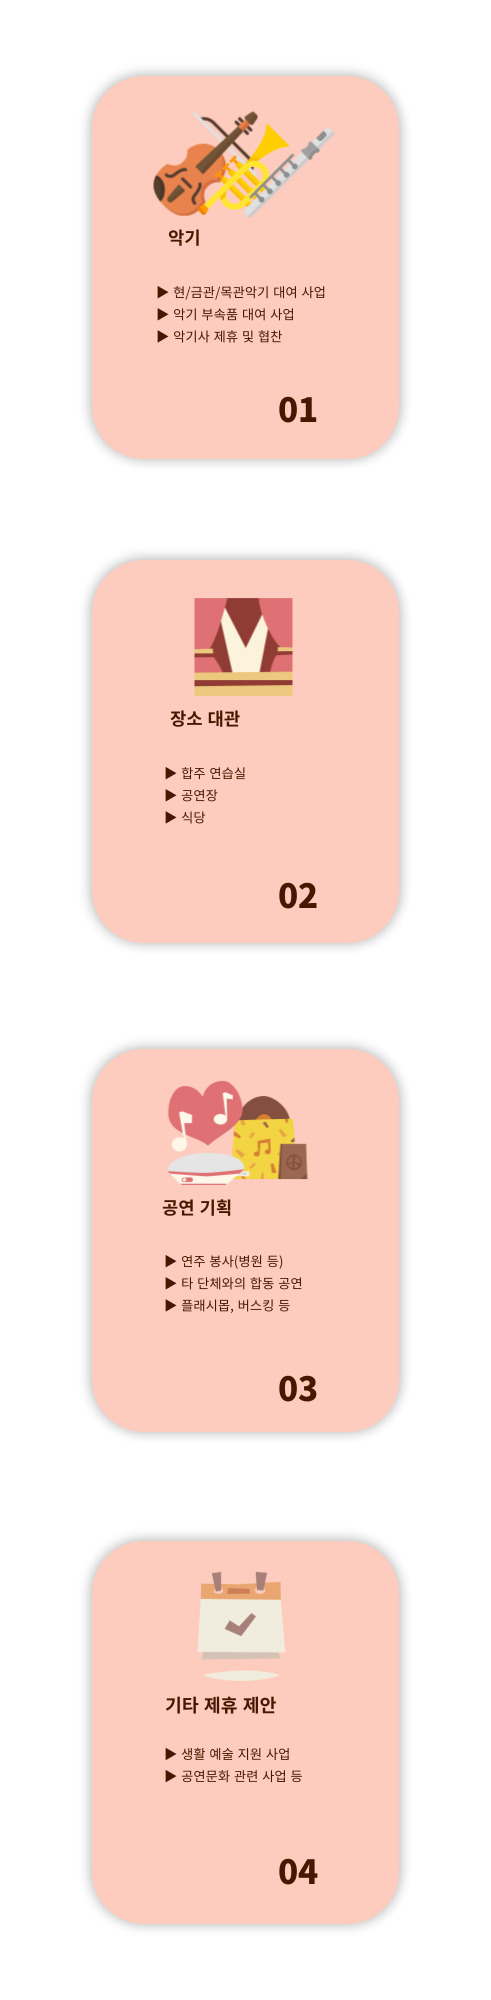 악기
▶ 현/금관/목관악기 대여 사업
▶ 악기 부속품 대여 사업
▶ 악기사 제휴 및 협찬
01
장소 대관
▶ 합주 연습실
▶ 공연장
▶ 식당
02
공연 기획
▶ 연주 봉사(병원 등)
▶ 타 단체와의 합동 공연
▶ 플래시몹, 버스킹 등
03
기타 제휴 제안
▶ 생활 예술 지원 사업
▶ 공연문화 관련 사업 등
04